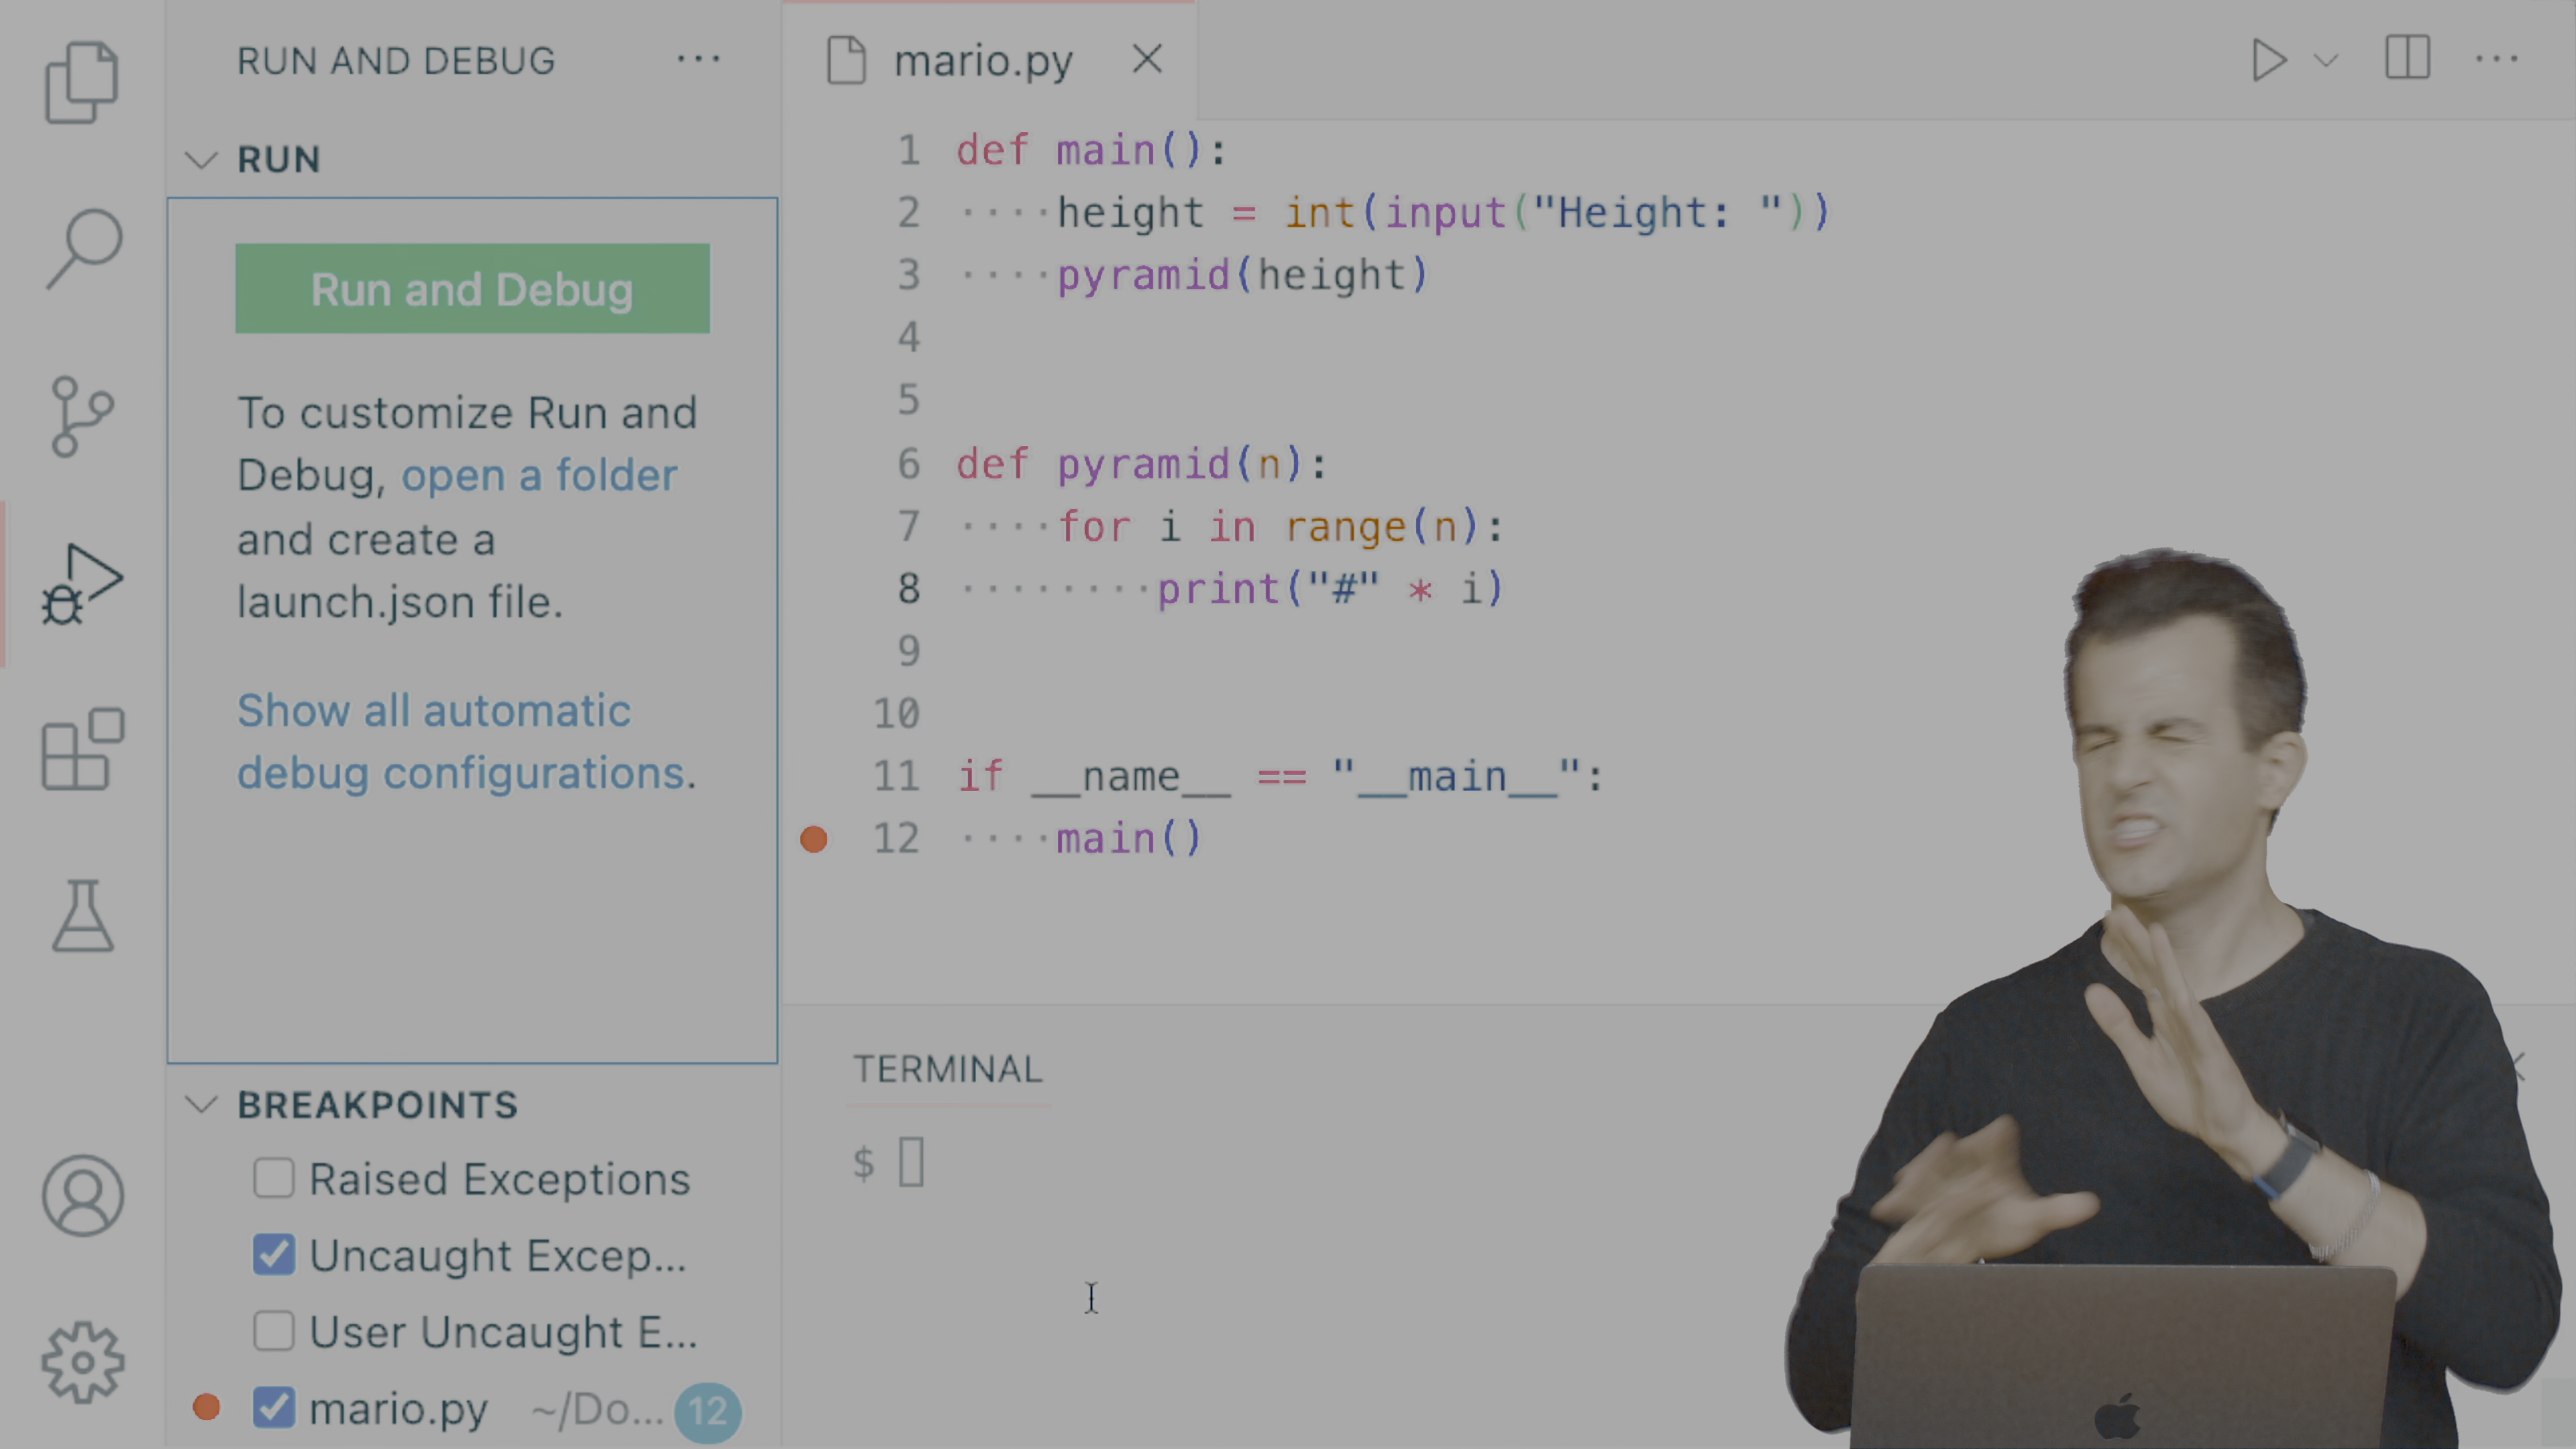 RUN AND DEBUG ...
mario.py
RUN
Run and Debug
To customize Run and
Debug, open a folder
and create a
launch.json file.
Show all automatic
debug configurations.
BREAKPOINTS
Raised Exceptions
Uncaught Excep...
User Uncaught E...
mario.py ~/Do... 12
1 def main():
2 ····height = int(input("Height: "))
3 ····pyramid(height)
4
5
6 def pyramid(n):
7 ····for i in range(n):
8 ········print("#" * i)
9
10
11 if __name__ == "__main__":
12 ····main()
TERMINAL
$